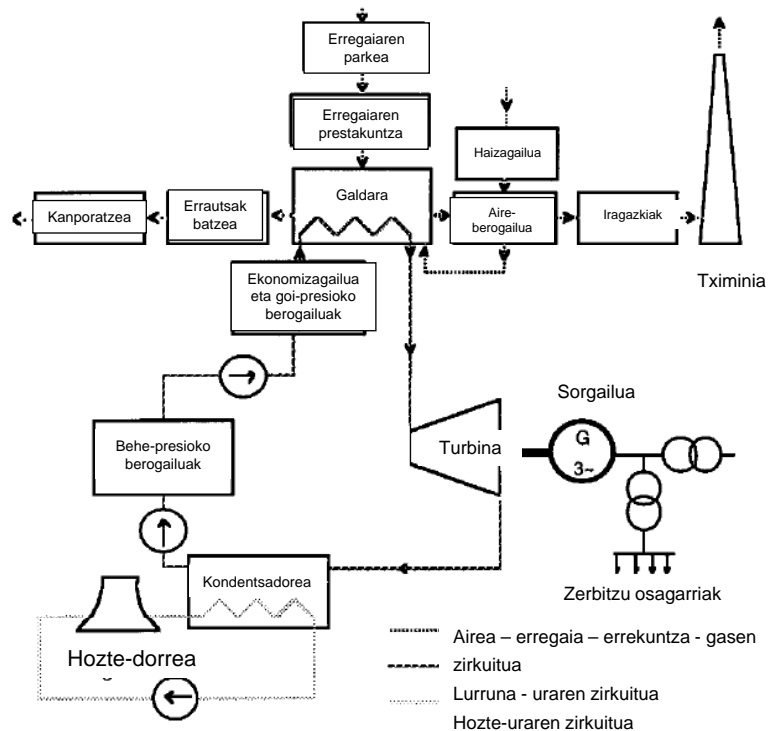 Erregaiaren
parkea
Erregaiaren
prestakuntza
Haizagailua
Galdara
Kanporatzea
Errautsak
batzea
Aire-
berogailua
Iragazkiak
Tximinia
Ekonomizagailua
eta goi-presioko
berogailuak
Sorgailua
Behe-presioko
berogailuak
Turbina
G
3~
Kondentsadorea
Zerbitzu osagarriak
Hozte-dorrea
Airea – erregaia – errekuntza - gasen
zirkuitua
Lurruna - uraren zirkuitua
Hozte-uraren zirkuitua